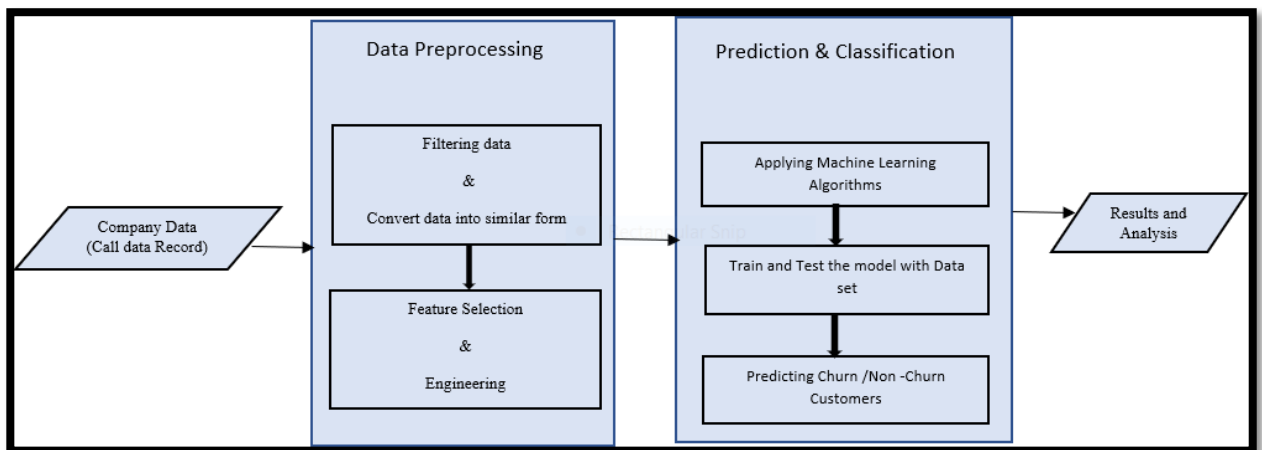 Company Data
(Call data Record)
Data Preprocessing
Filtering data
&
Convert data into similar form
Feature Selection
&
Engineering
Prediction & Classification
Applying Machine Learning
Algorithms
Train and Test the model with Data
set
Predicting Churn /Non -Churn
Customers
Results and
Analysis
Rectangular Snip